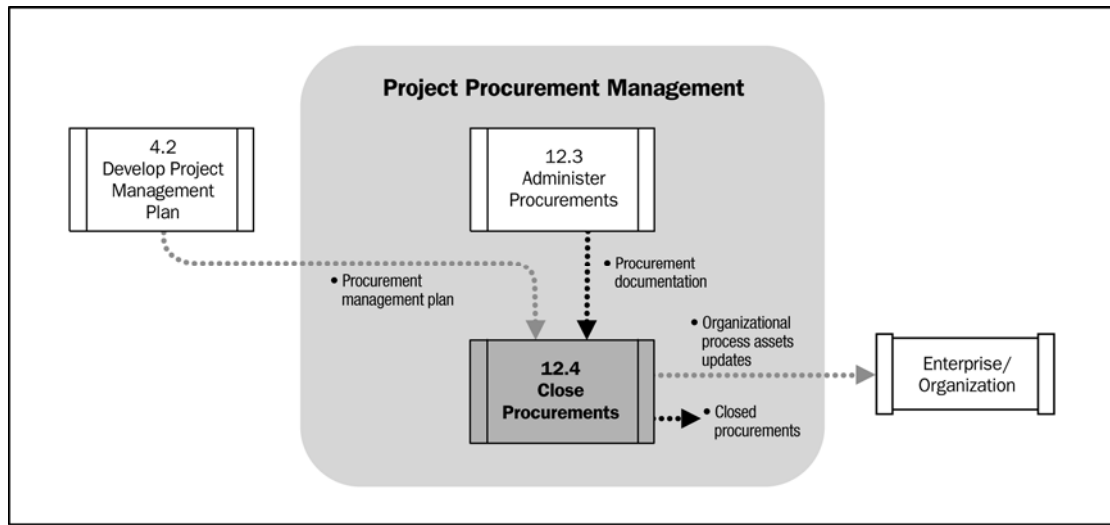 Project Procurement Management
4.2
Develop Project
Management
Plan
12.3
Administer
Procurements
• Procurement
management plan
• Procurement
documentation
• Organizational
process assets
updates
12.4
Close
Procurements
Enterprise/
Organization
• Closed
procurements